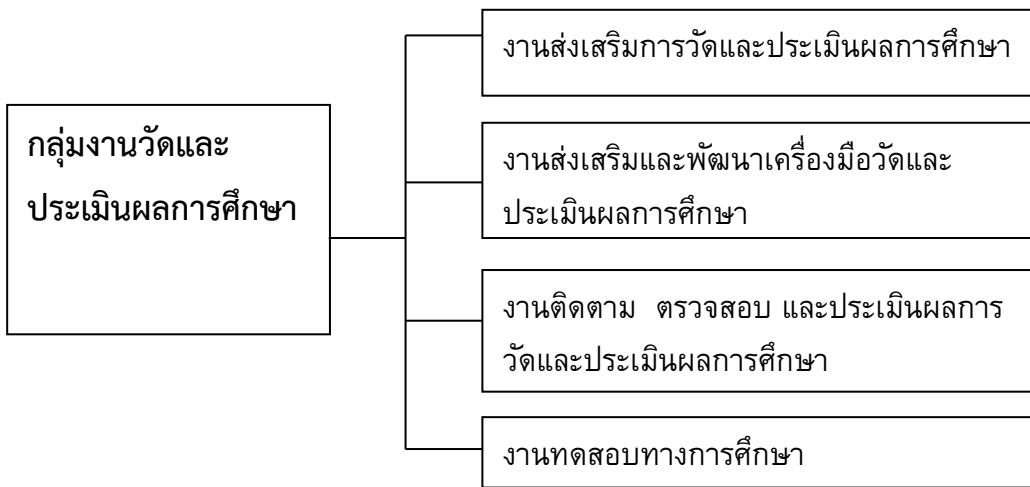 งานส่งเสริมการวัดและประเมินผลการศึกษา
กลุ่มงานวัดและ
ประเมินผลการศึกษา
งานส่งเสริมและพัฒนาเครื่องมือวัดและ
ประเมินผลการศึกษา
งานติดตาม ตรวจสอบ และประเมินผลการ
วัดและประเมินผลการศึกษา
งานทดสอบทางการศึกษา